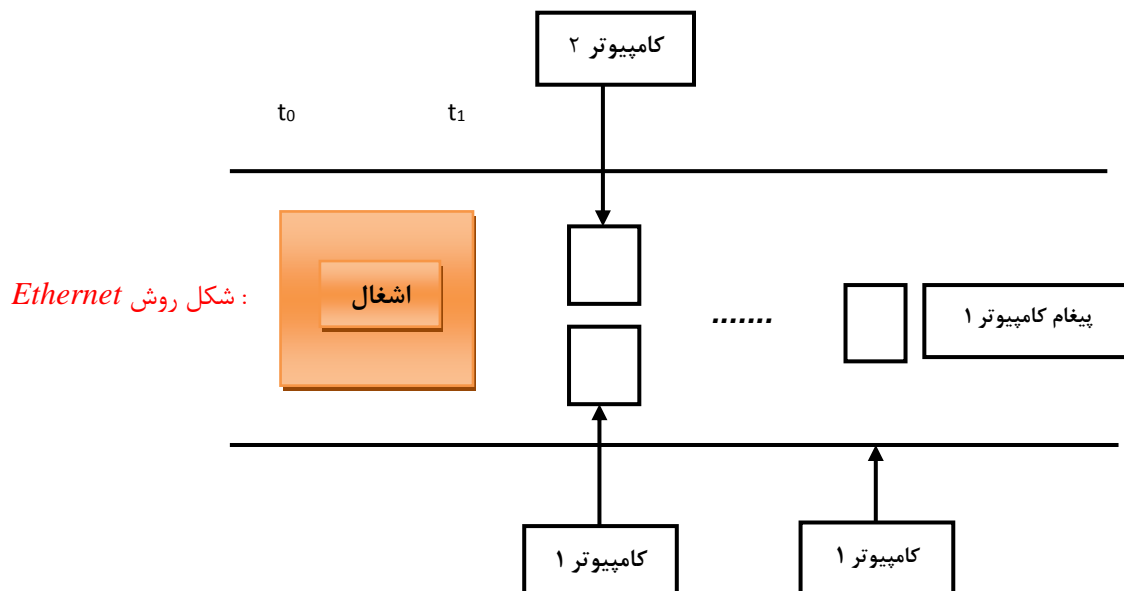 کامپیوتر ۲
t₀ t₁
شکل روش Ethernet :
اشغال
.......
پیغام کامپیوتر ۱
کامپیوتر ۱
کامپیوتر ۱